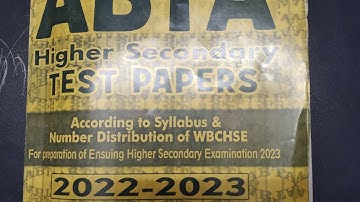 ABTA
Higher Secondary
TEST PAPERS
According to Syllabus &
Number Distribution of WBCHSE
For preparation of Ensuing Higher Secondary Examination 2023
2022-2023